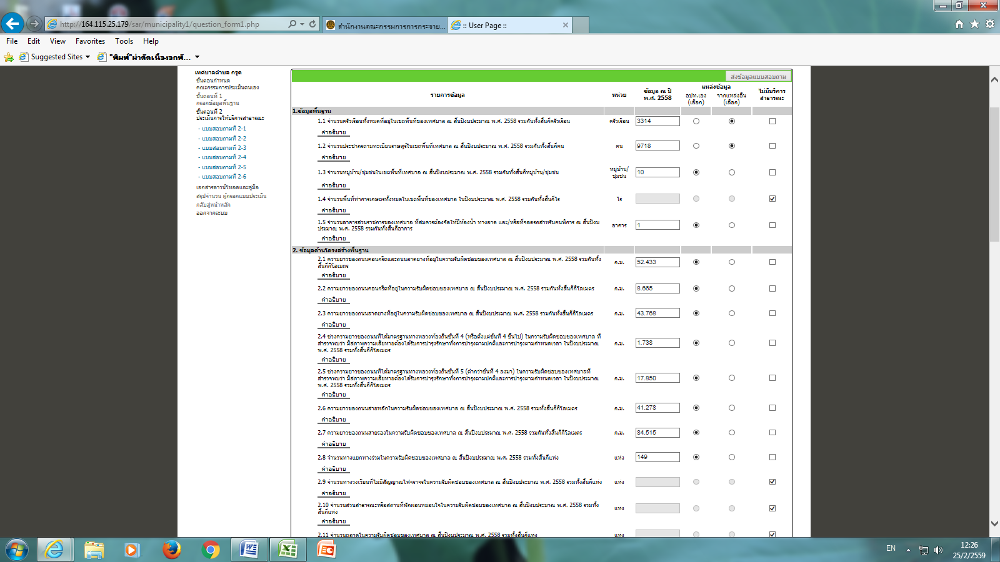 http://164.115.25.179/sar/municipality1/question_form1.php
สำนักงานคณะกรรมการการกระจาย...
:: User Page ::
File Edit View Favorites Tools Help
Suggested Sites
"พิมพ์"ผ่าตัดเนื้องอกพั...
เทศบาลตำบล กรูด
ขั้นตอนกำหนด
คณะกรรมการประเมินตนเอง
ขั้นตอนที่ 1
กรอกข้อมูลพื้นฐาน
ขั้นตอนที่ 2
ประเมินการให้บริการสาธารณะ
- แบบสอบถามที่ 2-1
- แบบสอบถามที่ 2-2
- แบบสอบถามที่ 2-3
- แบบสอบถามที่ 2-4
- แบบสอบถามที่ 2-5
- แบบสอบถามที่ 2-6
เอกสารดาวน์โหลดและคู่มือ
สรุปจำนวน ผู้กรอกแบบประเมิน
กลับสู่หน้าหลัก
ออกจากระบบ
ส่งข้อมูลแบบสอบถาม
รายการข้อมูล หน่วย ข้อมูล ณ ปี พ.ศ. 2558 แหล่งข้อมูล อปท.เอง (เลือก) จากแหล่งอื่น (เลือก) ไม่มีบริการสาธารณะ
1.ข้อมูลพื้นฐาน
1.1 จำนวนครัวเรือนทั้งหมดที่อยู่ในเขตพื้นที่ของเทศบาล ณ สิ้นปีงบประมาณ พ.ศ. 2558 รวมกันทั้งสิ้นกี่ครัวเรือน ครัวเรือน 3314
คำอธิบาย
1.2 จำนวนประชากรตามทะเบียนราษฎร์ในเขตพื้นที่เทศบาล ณ สิ้นปีงบประมาณ พ.ศ. 2558 รวมกันทั้งสิ้นกี่คน คน 9718
คำอธิบาย
1.3 จำนวนหมู่บ้าน/ชุมชนในเขตพื้นที่เทศบาล ณ สิ้นปีงบประมาณ พ.ศ. 2558 รวมกันทั้งสิ้นกี่หมู่บ้าน/ชุมชน หมู่บ้าน/ชุมชน 10
คำอธิบาย
1.4 จำนวนพื้นที่ทำการเกษตรทั้งหมดในเขตพื้นที่ของเทศบาล ในปีงบประมาณ พ.ศ. 2558 รวมกันทั้งสิ้นกี่ไร่ ไร่
คำอธิบาย
1.5 จำนวนอาคารส่วนราชการของเทศบาล ที่สมควรต้องจัดให้มีห้องน้ำ ทางลาด และ/หรือที่จอดรถสำหรับคนพิการ ณ สิ้นปีงบ
ประมาณ พ.ศ. 2558 รวมกันทั้งสิ้นกี่อาคาร อาคาร 1
คำอธิบาย
2. ข้อมูลด้านโครงสร้างพื้นฐาน
2.1 ความยาวของถนนคอนกรีตและถนนลาดยางที่อยู่ในความรับผิดชอบของเทศบาล ณ สิ้นปีงบประมาณ พ.ศ. 2558 รวมกันทั้ง
สิ้นกี่กิโลเมตร ก.ม. 52.433
คำอธิบาย
2.2 ความยาวของถนนคอนกรีตที่อยู่ในความรับผิดชอบของเทศบาล ณ สิ้นปีงบประมาณ พ.ศ. 2558 รวมกันทั้งสิ้นกี่กิโลเมตร ก.ม. 8.665
คำอธิบาย
2.3 ความยาวของถนนลาดยางที่อยู่ในความรับผิดชอบของเทศบาล ณ สิ้นปีงบประมาณ พ.ศ. 2558 รวมกันทั้งสิ้นกี่กิโลเมตร ก.ม. 43.768
คำอธิบาย
2.4 ช่วงความยาวของถนนที่ได้มาตรฐานทางหลวงท้องถิ่นชั้นที่ 4 (หรือตั้งแต่ชั้นที่ 4 ขึ้นไป) ในความรับผิดชอบของเทศบาล ที่
สำรวจพบว่า มีสภาพความเสียหายต้องได้รับการบำรุงรักษาทั้งการบำรุงตามปกติและการบำรุงตามกำหนดเวลา ในปีงบประมาณ
พ.ศ. 2558 รวมทั้งสิ้นกี่กิโลเมตร ก.ม. 1.738
คำอธิบาย
2.5 ช่วงความยาวของถนนที่ได้มาตรฐานทางหลวงท้องถิ่นชั้นที่ 5 (ต่ำกว่าชั้นที่ 4 ลงมา) ในความรับผิดชอบของเทศบาลที่
สำรวจพบว่า มีสภาพความเสียหายต้องได้รับการบำรุงรักษาทั้งการบำรุงตามปกติและการบำรุงตามกำหนดเวลา ในปีงบประมาณ
พ.ศ. 2558 รวมทั้งสิ้นกี่กิโลเมตร ก.ม. 17.850
คำอธิบาย
2.6 ความยาวของถนนสายหลักในความรับผิดชอบของเทศบาล ณ สิ้นปีงบประมาณ พ.ศ. 2558 รวมทั้งสิ้นกี่กิโลเมตร ก.ม. 41.278
คำอธิบาย
2.7 ความยาวของถนนสายรองในความรับผิดชอบของเทศบาล ณ สิ้นปีงบประมาณ พ.ศ. 2558 รวมกันทั้งสิ้นกี่กิโลเมตร ก.ม. 84.515
คำอธิบาย
2.8 จำนวนทางแยกทางร่วมในความรับผิดชอบของเทศบาล ณ สิ้นปีงบประมาณ พ.ศ. 2558 รวมทั้งสิ้นกี่แห่ง แห่ง 149
คำอธิบาย
2.9 จำนวนทางวงเวียนที่ไม่มีสัญญาณไฟจราจรในความรับผิดชอบของเทศบาล ณ สิ้นปีงบประมาณ พ.ศ. 2558 รวมทั้งสิ้นกี่แห่ง แห่ง
คำอธิบาย
2.10 จำนวนสวนสาธารณะหรือสถานที่พักผ่อนหย่อนใจในความรับผิดชอบของเทศบาล ณ สิ้นปีงบประมาณ พ.ศ. 2558 รวมทั้ง
สิ้นกี่แห่ง แห่ง
คำอธิบาย
2.11 จำนวนตลาดในความรับผิดชอบของเทศบาล ณ สิ้นปีงบประมาณ พ.ศ. 2558 รวมทั้งสิ้นกี่แห่ง แห่ง
EN
12:26
25/2/2559